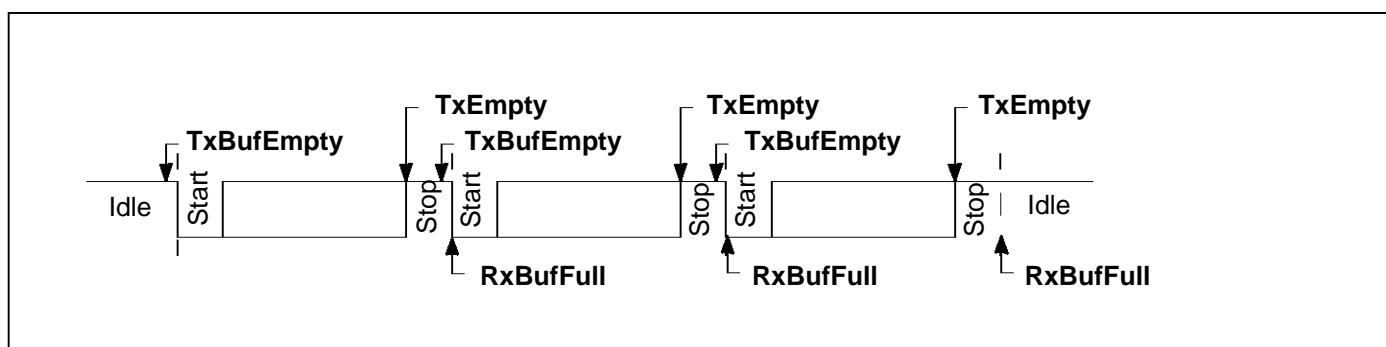 TxEmpty TxEmpty TxEmpty
TxBufEmpty TxBufEmpty TxBufEmpty
Idle Start Stop Start Stop Start Stop Idle
RxBufFull RxBufFull RxBufFull